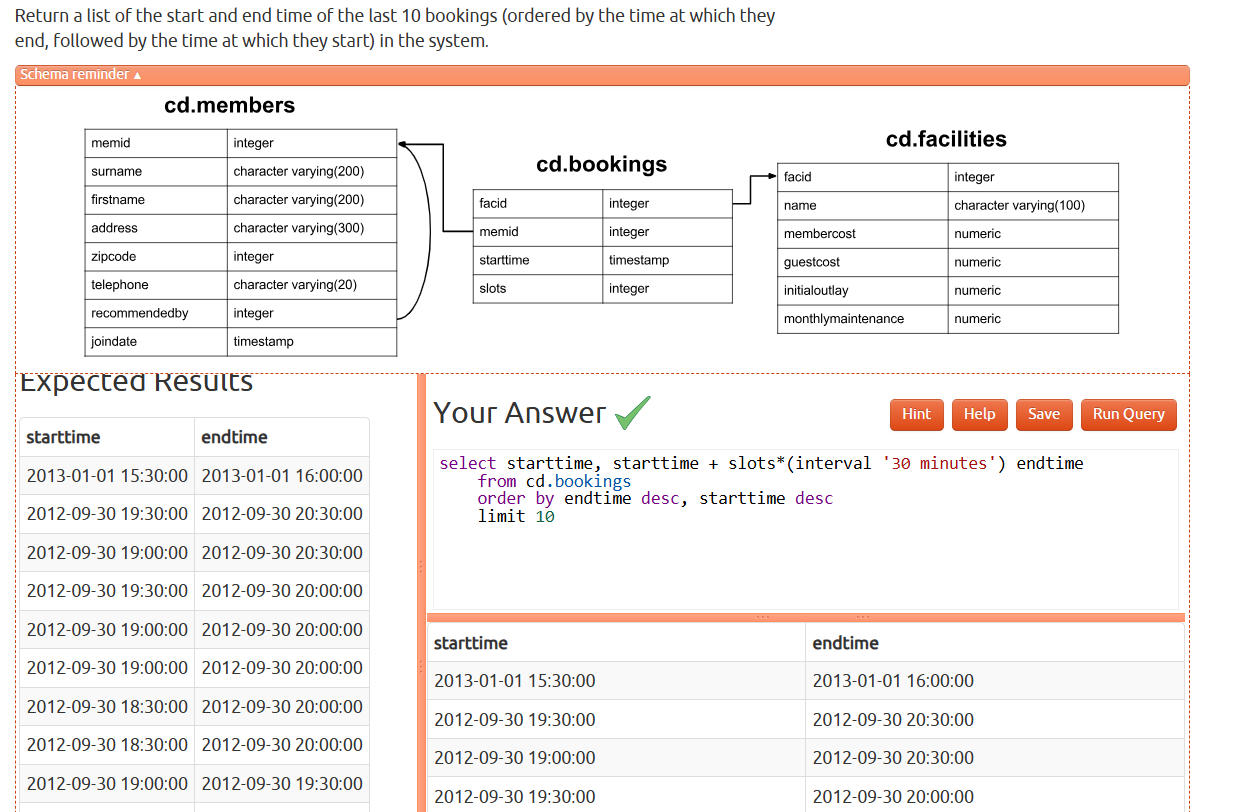 Return a list of the start and end time of the last 10 bookings (ordered by the time at which they
end, followed by the time at which they start) in the system.
Schema reminder ▲
cd.members
memid integer
surname character varying(200)
firstname character varying(200)
address character varying(300)
zipcode integer
telephone character varying(20)
recommendedby integer
joindate timestamp
cd.bookings
facid integer
memid integer
starttime timestamp
slots integer
cd.facilities
facid integer
name character varying(100)
membercost numeric
guestcost numeric
initialoutlay numeric
monthlymaintenance numeric
Expected Results
starttime endtime
2013-01-01 15:30:00 2013-01-01 16:00:00
2012-09-30 19:30:00 2012-09-30 20:30:00
2012-09-30 19:00:00 2012-09-30 20:30:00
2012-09-30 19:30:00 2012-09-30 20:00:00
2012-09-30 19:00:00 2012-09-30 20:00:00
2012-09-30 19:00:00 2012-09-30 20:00:00
2012-09-30 18:30:00 2012-09-30 20:00:00
2012-09-30 18:30:00 2012-09-30 20:00:00
2012-09-30 19:00:00 2012-09-30 19:30:00
Your Answer
Hint Help Save Run Query
select starttime, starttime + slots*(interval '30 minutes') endtime
from cd.bookings
order by endtime desc, starttime desc
limit 10
starttime endtime
2013-01-01 15:30:00 2013-01-01 16:00:00
2012-09-30 19:30:00 2012-09-30 20:30:00
2012-09-30 19:00:00 2012-09-30 20:30:00
2012-09-30 19:30:00 2012-09-30 20:00:00